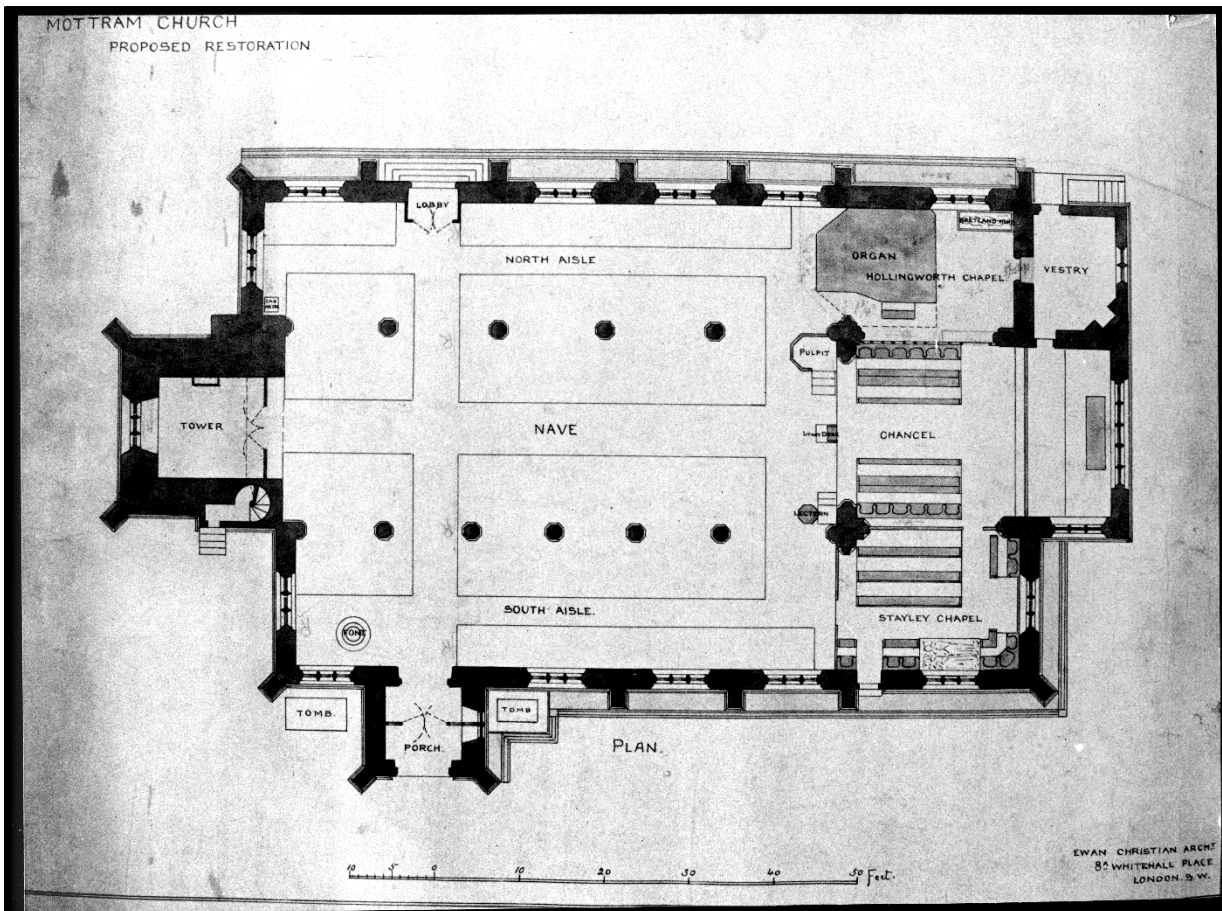 MOTTRAM CHURCH
PROPOSED RESTORATION
LOBBY
NORTH AISLE
ORGAN
HOLLINGWORTH CHAPEL
VESTRY
PULPIT
TOWER
NAVE
CHANCEL
LECTERN
SOUTH AISLE.
STAYLEY CHAPEL
FONT
TOMB.
TOMB
PORCH.
PLAN.
10 5 0 10 20 30 40 50 Feet.
EWAN CHRISTIAN ARCHT
8A WHITEHALL PLACE
LONDON. S.W.